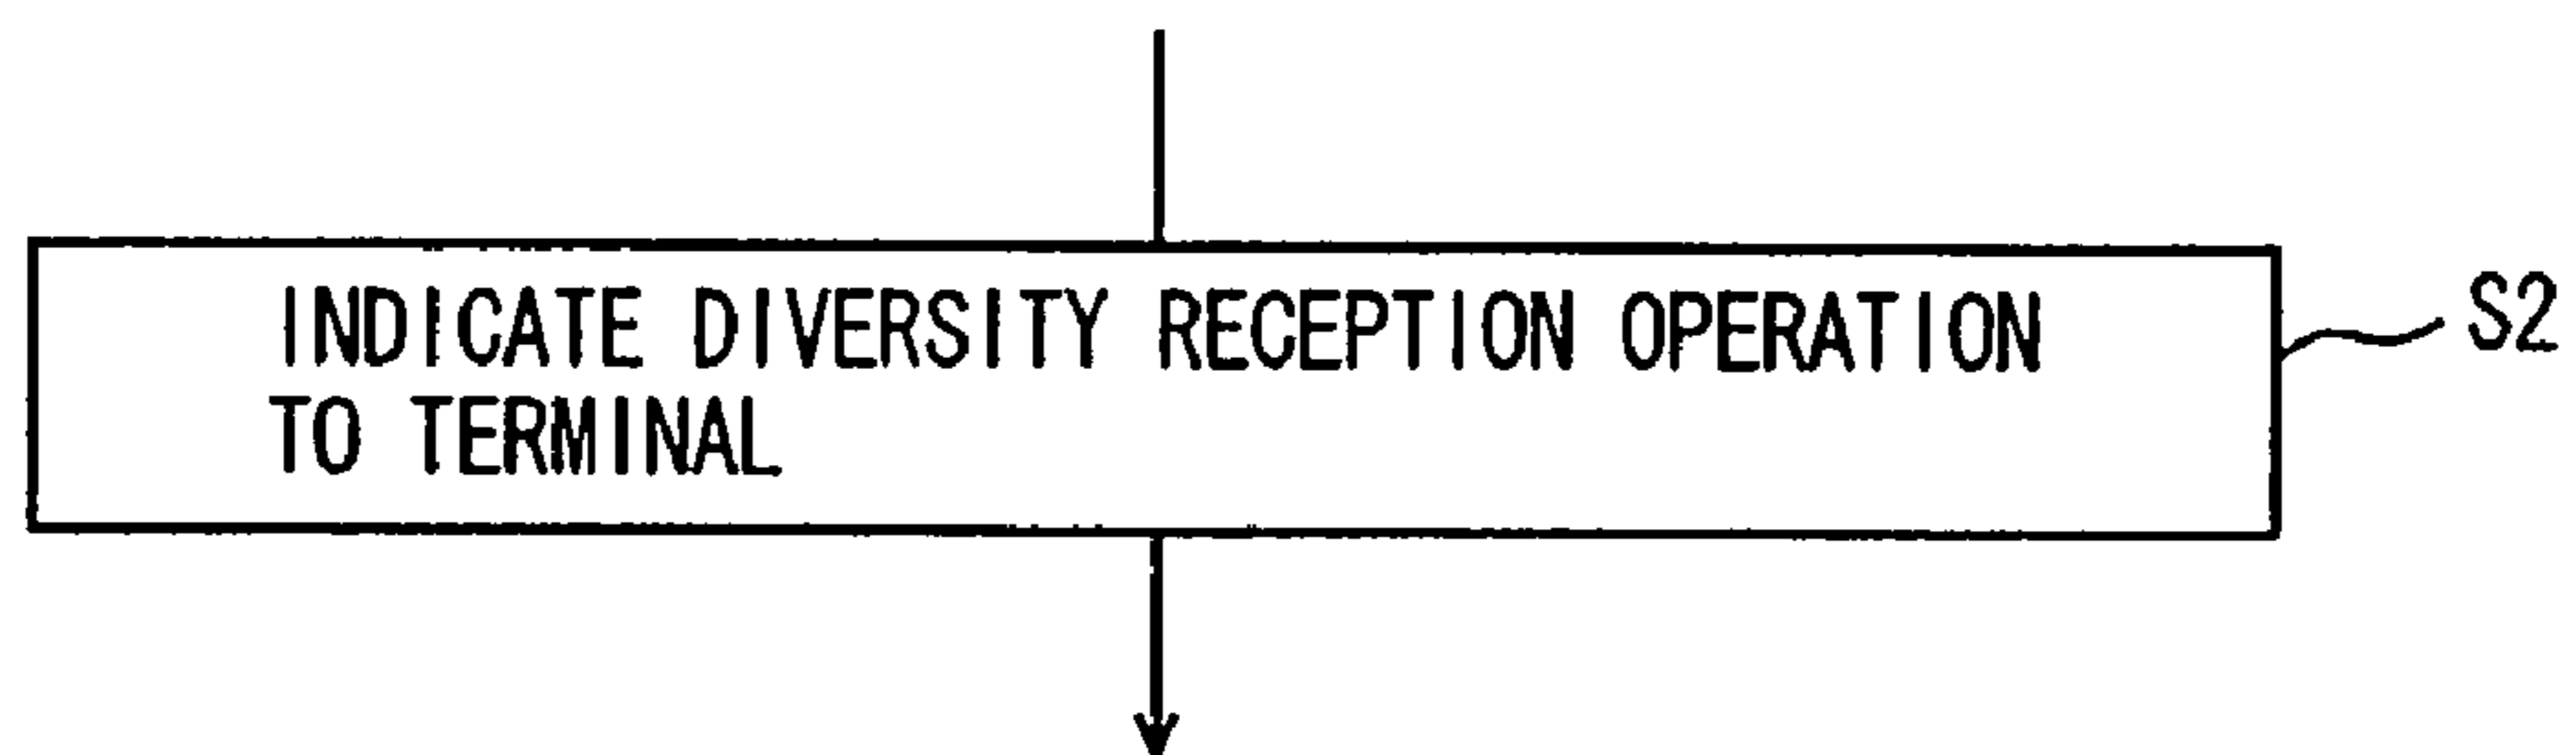 INDICATE DIVERSITY RECEPTION OPERATION
TO TERMINAL
S2